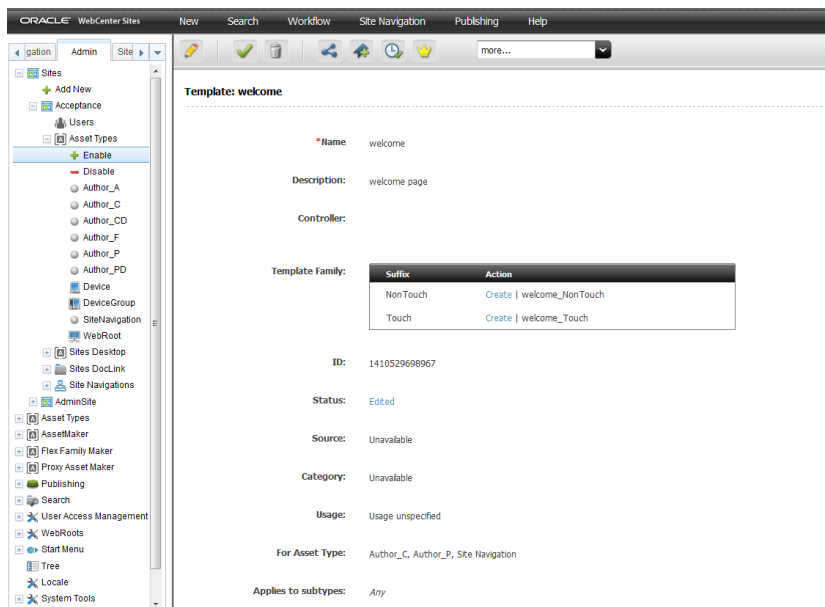 ORACLE WebCenter Sites
New Search Workflow Site Navigation Publishing Help
gation Admin Site
more...
Sites
Add New
Acceptance
Users
[A] Asset Types
Enable
Disable
Author_A
Author_C
Author_CD
Author_F
Author_P
Author_PD
Device
DeviceGroup
SiteNavigation
WebRoot
[A] Sites Desktop
Sites DocLink
Site Navigations
AdminSite
[A] Asset Types
[A] AssetMaker
[A] Flex Family Maker
[A] Proxy Asset Maker
Publishing
Search
User Access Management
WebRoots
Start Menu
Tree
Locale
System Tools
Template: welcome
*Name welcome
Description: welcome page
Controller:
Template Family:
Suffix Action
NonTouch Create | welcome_NonTouch
Touch Create | welcome_Touch
ID: 1410529698967
Status: Edited
Source: Unavailable
Category: Unavailable
Usage: Usage unspecified
For Asset Type: Author_C, Author_P, Site Navigation
Applies to subtypes: Any